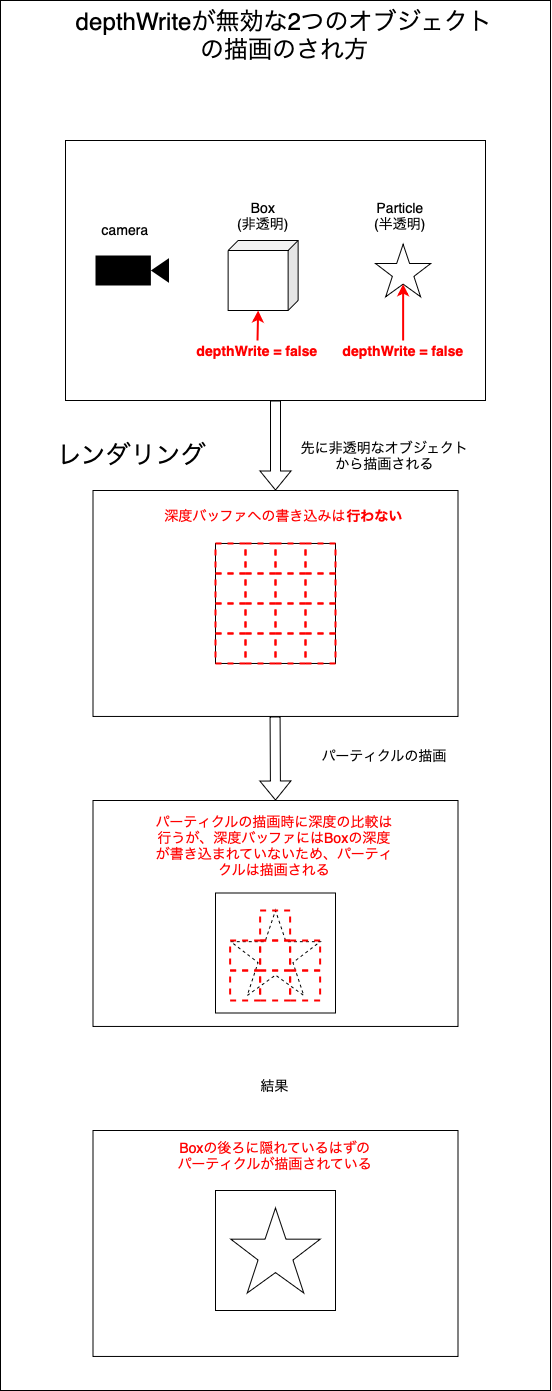 depthWriteが無効な2つのオブジェクト
の描画のされ方
camera
Box
(非透明)
Particle
(半透明)
depthWrite = false
depthWrite = false
レンダリング
先に非透明なオブジェクト
から描画される
深度バッファへの書き込みは行わない
パーティクルの描画
パーティクルの描画時に深度の比較は
行うが、深度バッファにはBoxの深度
が書き込まれていないため、パーティ
クルは描画される
結果
Boxの後ろに隠れているはずの
パーティクルが描画されている